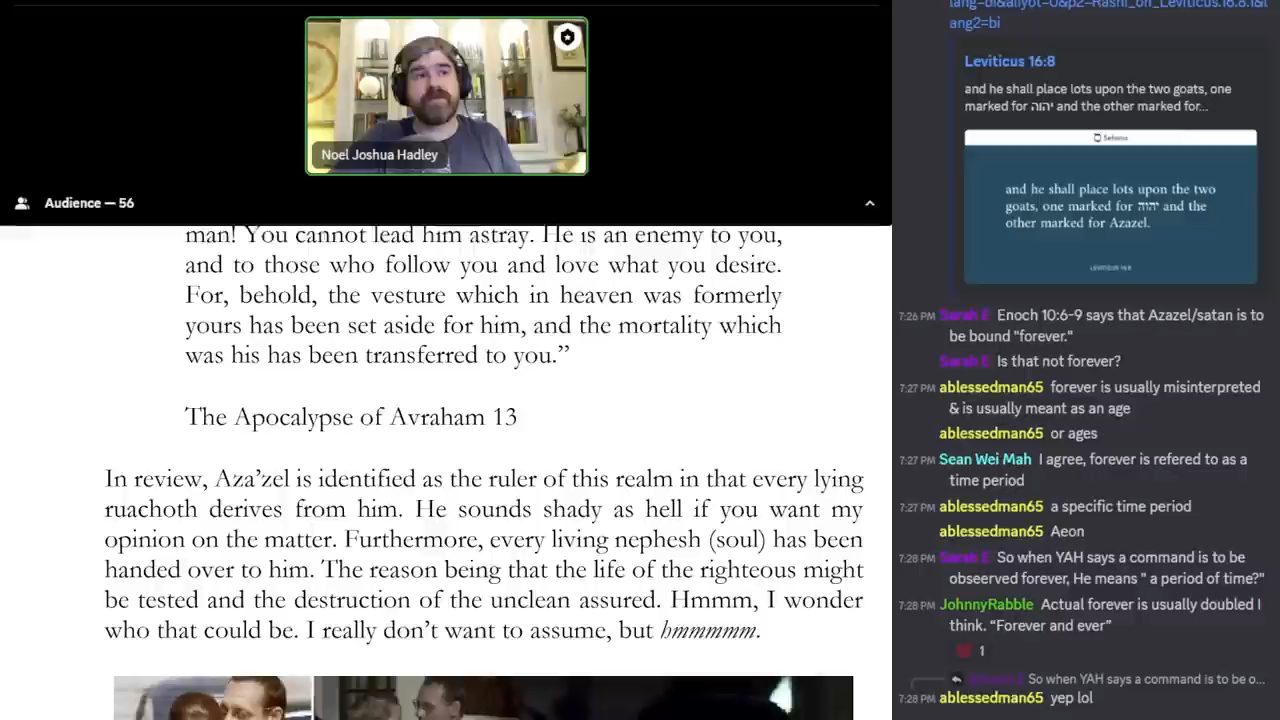 Noel Joshua Hadley
Audience — 56
man! You cannot lead him astray. He is an enemy to you,
and to those who follow you and love what you desire.
For, behold, the vesture which in heaven was formerly
yours has been set aside for him, and the mortality which
was his has been transferred to you.”
The Apocalypse of Avraham 13
In review, Aza’zel is identified as the ruler of this realm in that every lying
ruachoth derives from him. He sounds shady as hell if you want my
opinion on the matter. Furthermore, every living nephesh (soul) has been
handed over to him. The reason being that the life of the righteous might
be tested and the destruction of the unclean assured. Hmmm, I wonder
who that could be. I really don’t want to assume, but hmmmmm.
lang=bi&aliyot=0&p2=Rashi_on_Leviticus.16.8.1&l
ang2=bi
Leviticus 16:8
and he shall place lots upon the two goats, one
marked for יהוה and the other marked for...
Sefaria
and he shall place lots upon the two
goats, one marked for יהוה and the
other marked for Azazel.
LEVITICUS 16:8
7:26 PM Sarah E Enoch 10:6-9 says that Azazel/satan is to
be bound "forever."
Sarah E Is that not forever?
7:27 PM ablessedman65 forever is usually misinterpreted
& is usually meant as an age
ablessedman65 or ages
7:27 PM Sean Wei Mah I agree, forever is refered to as a
time period
7:27 PM ablessedman65 a specific time period
ablessedman65 Aeon
7:28 PM Sarah E So when YAH says a command is to be
obseerved forever, He means " a period of time?"
7:28 PM JohnnyRabble Actual forever is usually doubled I
think. “Forever and ever”
1
Sarah E So when YAH says a command is to be o...
7:28 PM ablessedman65 yep lol